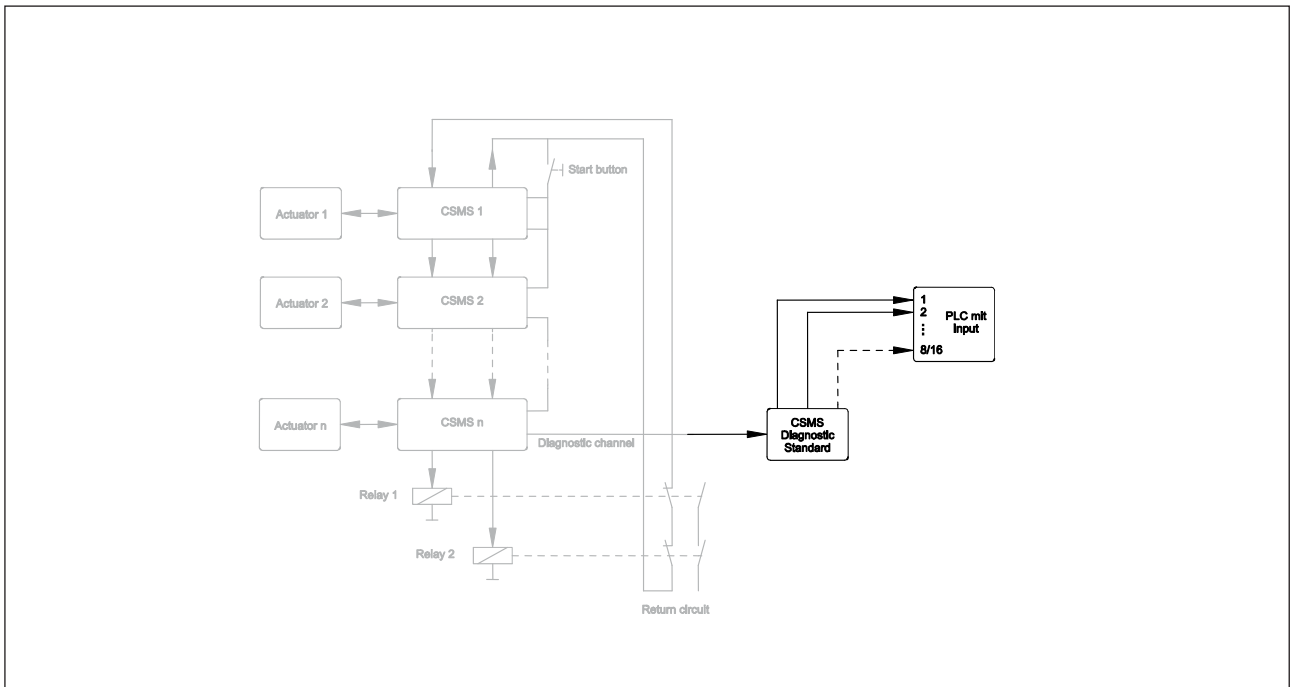 Start button
Actuator 1
CSMS 1
Actuator 2
CSMS 2
1
2
PLC mit
Input
8/16
Actuator n
CSMS n
Diagnostic channel
CSMS
Diagnostic
Standard
Relay 1
Relay 2
Return circuit